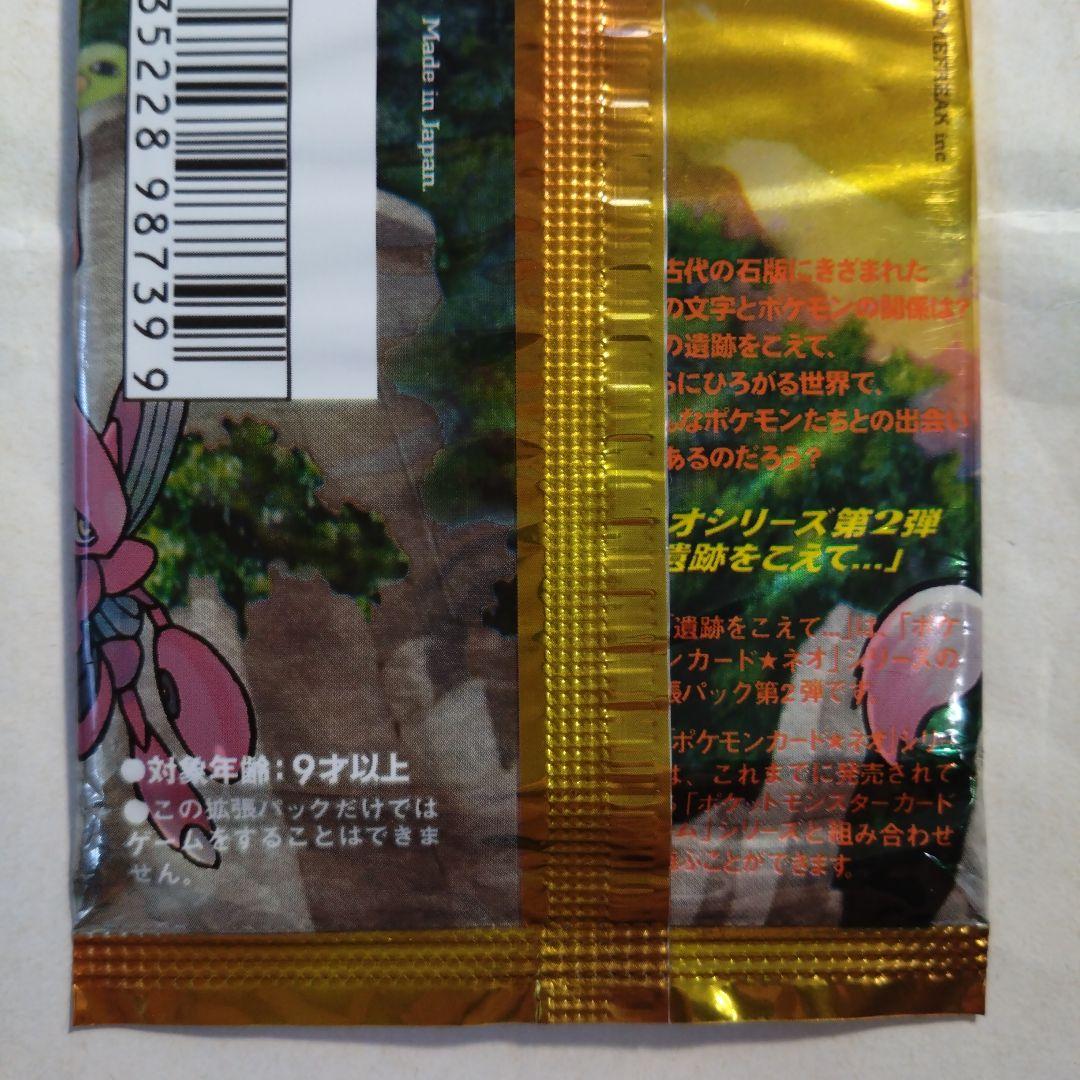 3528 98739 9
Made in Japan.
GAMEFREAK inc
古代の石版にきざまれた
の文字とポケモンの関係は?
の遺跡をこえて、
らにひろがる世界で、
んなポケモンたちとの出会い
あるのだろう?
オシリーズ第2弾
遺跡をこえて...」
遺跡をこえて...」は、「ポケ
ンカード★ネオ」シリーズの
張パック第2弾です。
ポケモンカード★ネオ」シリー
は、これまでに発売されて
る「ポケットモンスターカード
ム」シリーズと組み合わせ
遊ぶことができます。
●対象年齢:9才以上
●この拡張パックだけでは
ゲームをすることはできま
せん。